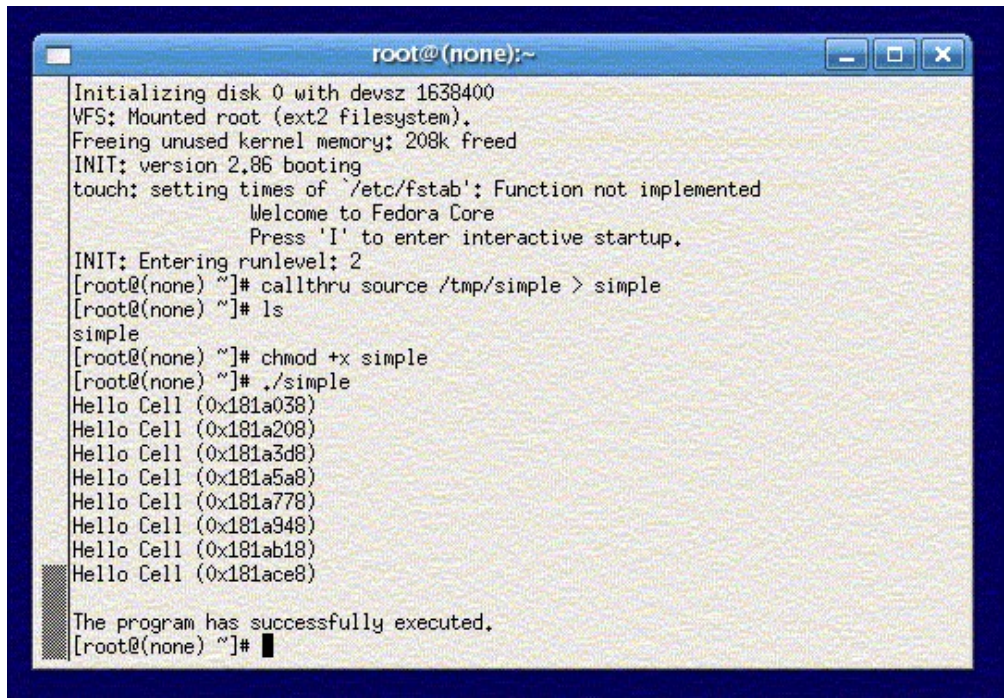 root@(none):~
Initializing disk 0 with devsz 1638400
VFS: Mounted root (ext2 filesystem).
Freeing unused kernel memory: 208k freed
INIT: version 2.86 booting
touch: setting times of `/etc/fstab': Function not implemented
Welcome to Fedora Core
Press 'I' to enter interactive startup.
INIT: Entering runlevel: 2
[root@(none) ~]# callthru source /tmp/simple > simple
[root@(none) ~]# ls
simple
[root@(none) ~]# chmod +x simple
[root@(none) ~]# ./simple
Hello Cell (0x181a038)
Hello Cell (0x181a208)
Hello Cell (0x181a3d8)
Hello Cell (0x181a5a8)
Hello Cell (0x181a778)
Hello Cell (0x181a948)
Hello Cell (0x181ab18)
Hello Cell (0x181ace8)
The program has successfully executed.
[root@(none) ~]#